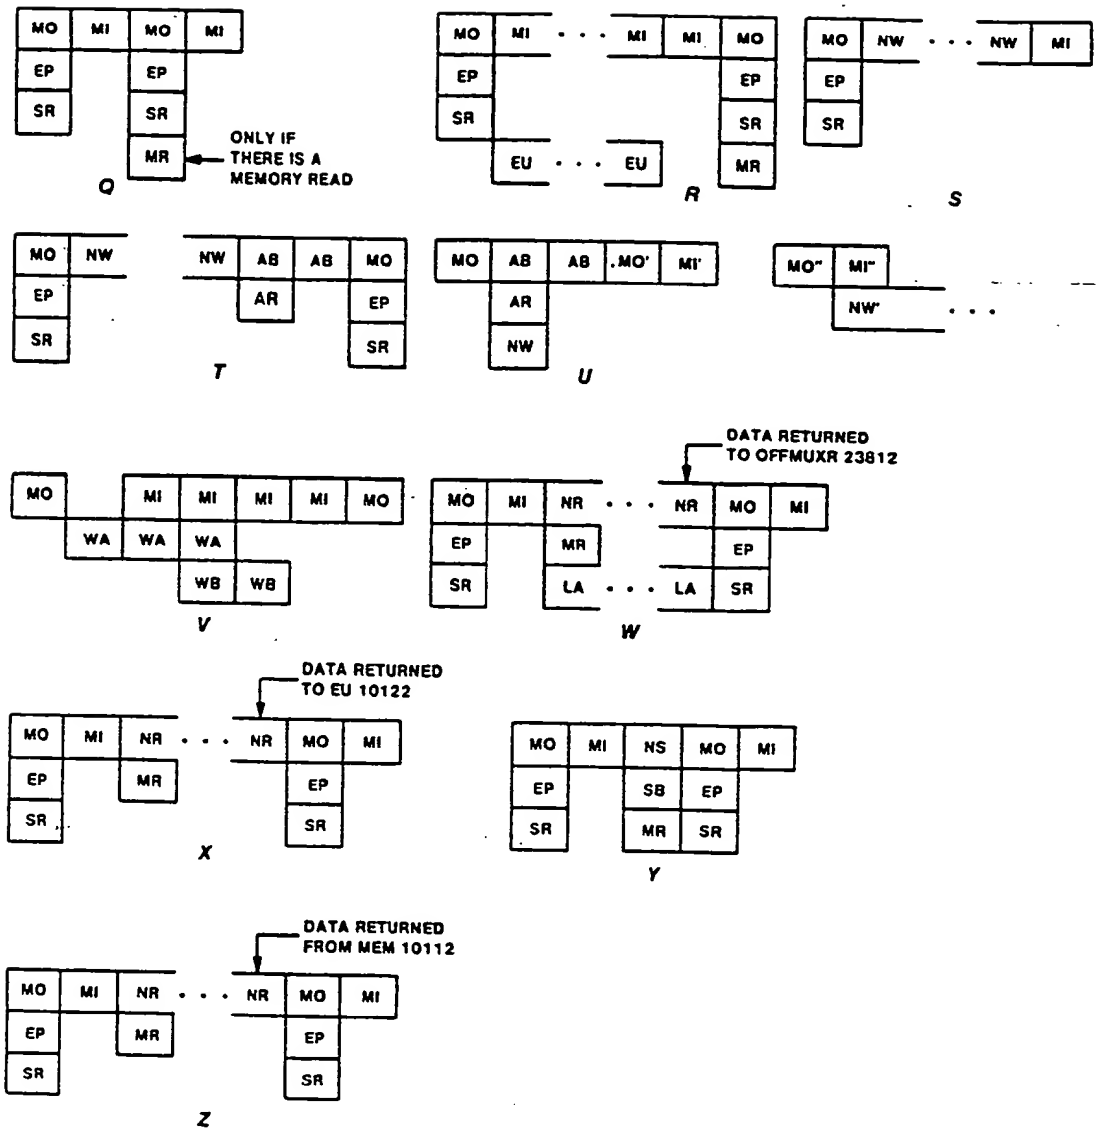 MO MI MO MI
EP EP
SR SR
MR
ONLY IF
THERE IS A
MEMORY READ
Q
MO MI . . . MI MI MO
EP EP
SR SR
EU . . . EU MR
R
MO NW . . . NW MI
EP
SR
S
MO NW NW AB AB MO
EP AR EP
SR SR
T
MO AB AB .MO' MI'
AR
NW
U
MO" MI"
NW' . . .
MO MI MI MI MI MO
WA WA WA
WB WB
V
DATA RETURNED
TO OFFMUXR 23812
MO MI NR . . . NR MO MI
EP MR EP
SR LA . . . LA SR
W
DATA RETURNED
TO EU 10122
MO MI NR . . . NR MO MI
EP MR EP
SR SR
X
MO MI NS MO MI
EP SB EP
SR MR SR
Y
DATA RETURNED
FROM MEM 10112
MO MI NR . . . NR MO MI
EP MR EP
SR SR
Z